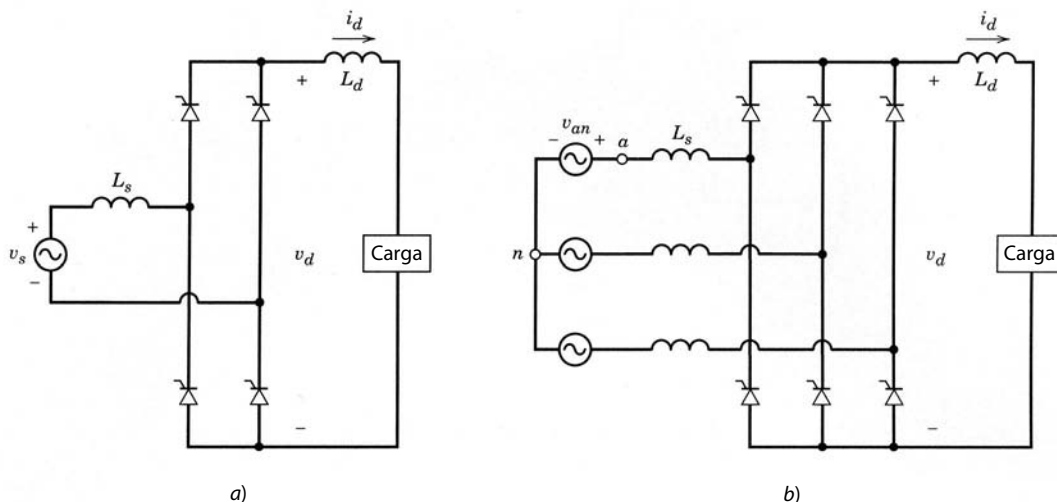 i_d
+
L_d
L_s
+
v_s
−
v_d
Carga
−
a)
i_d
+
L_d
− v_an +
a
L_s
n
v_d
Carga
−
b)